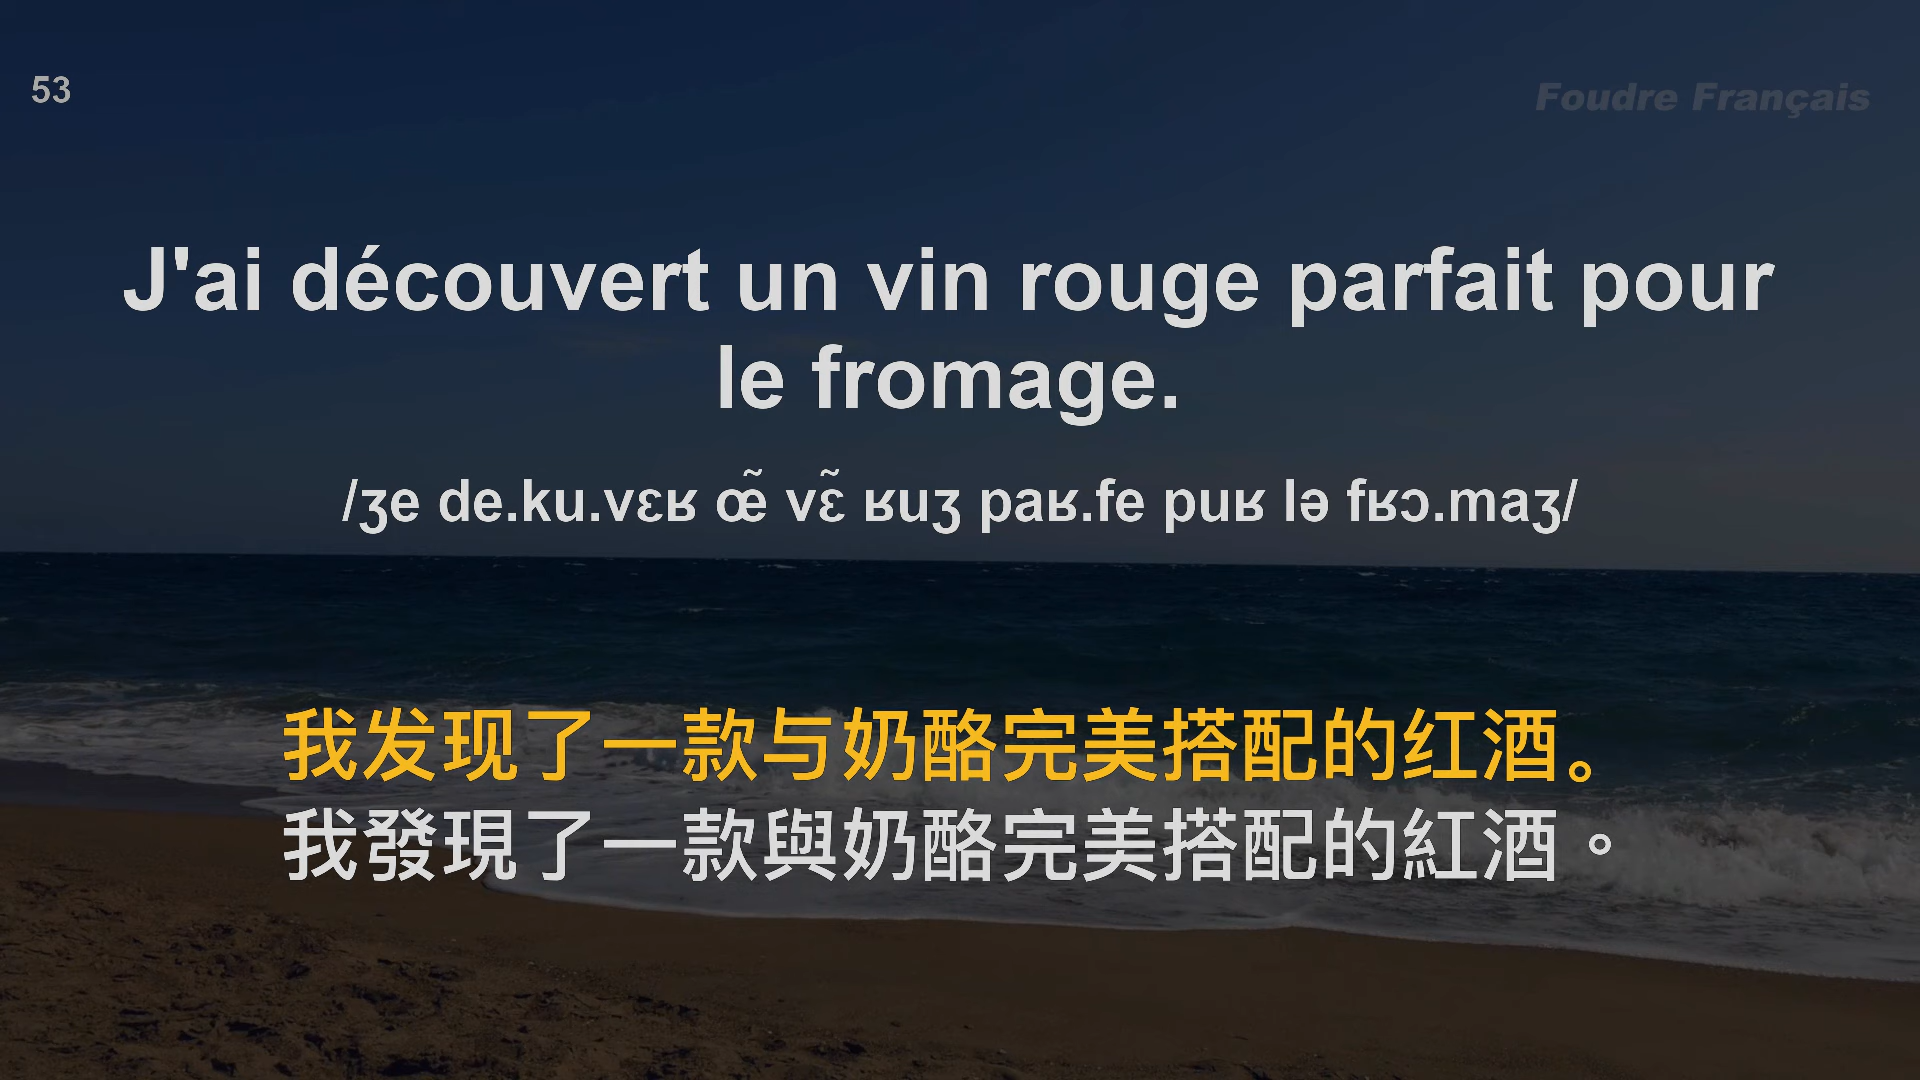 53
Foudre Français
J'ai découvert un vin rouge parfait pour
le fromage.
/ʒe de.ku.vɛʁ œ̃ vɛ̃ ʁuʒ paʁ.fe puʁ lə fʁɔ.maʒ/
我发现了一款与奶酪完美搭配的红酒。
我發現了一款與奶酪完美搭配的紅酒。